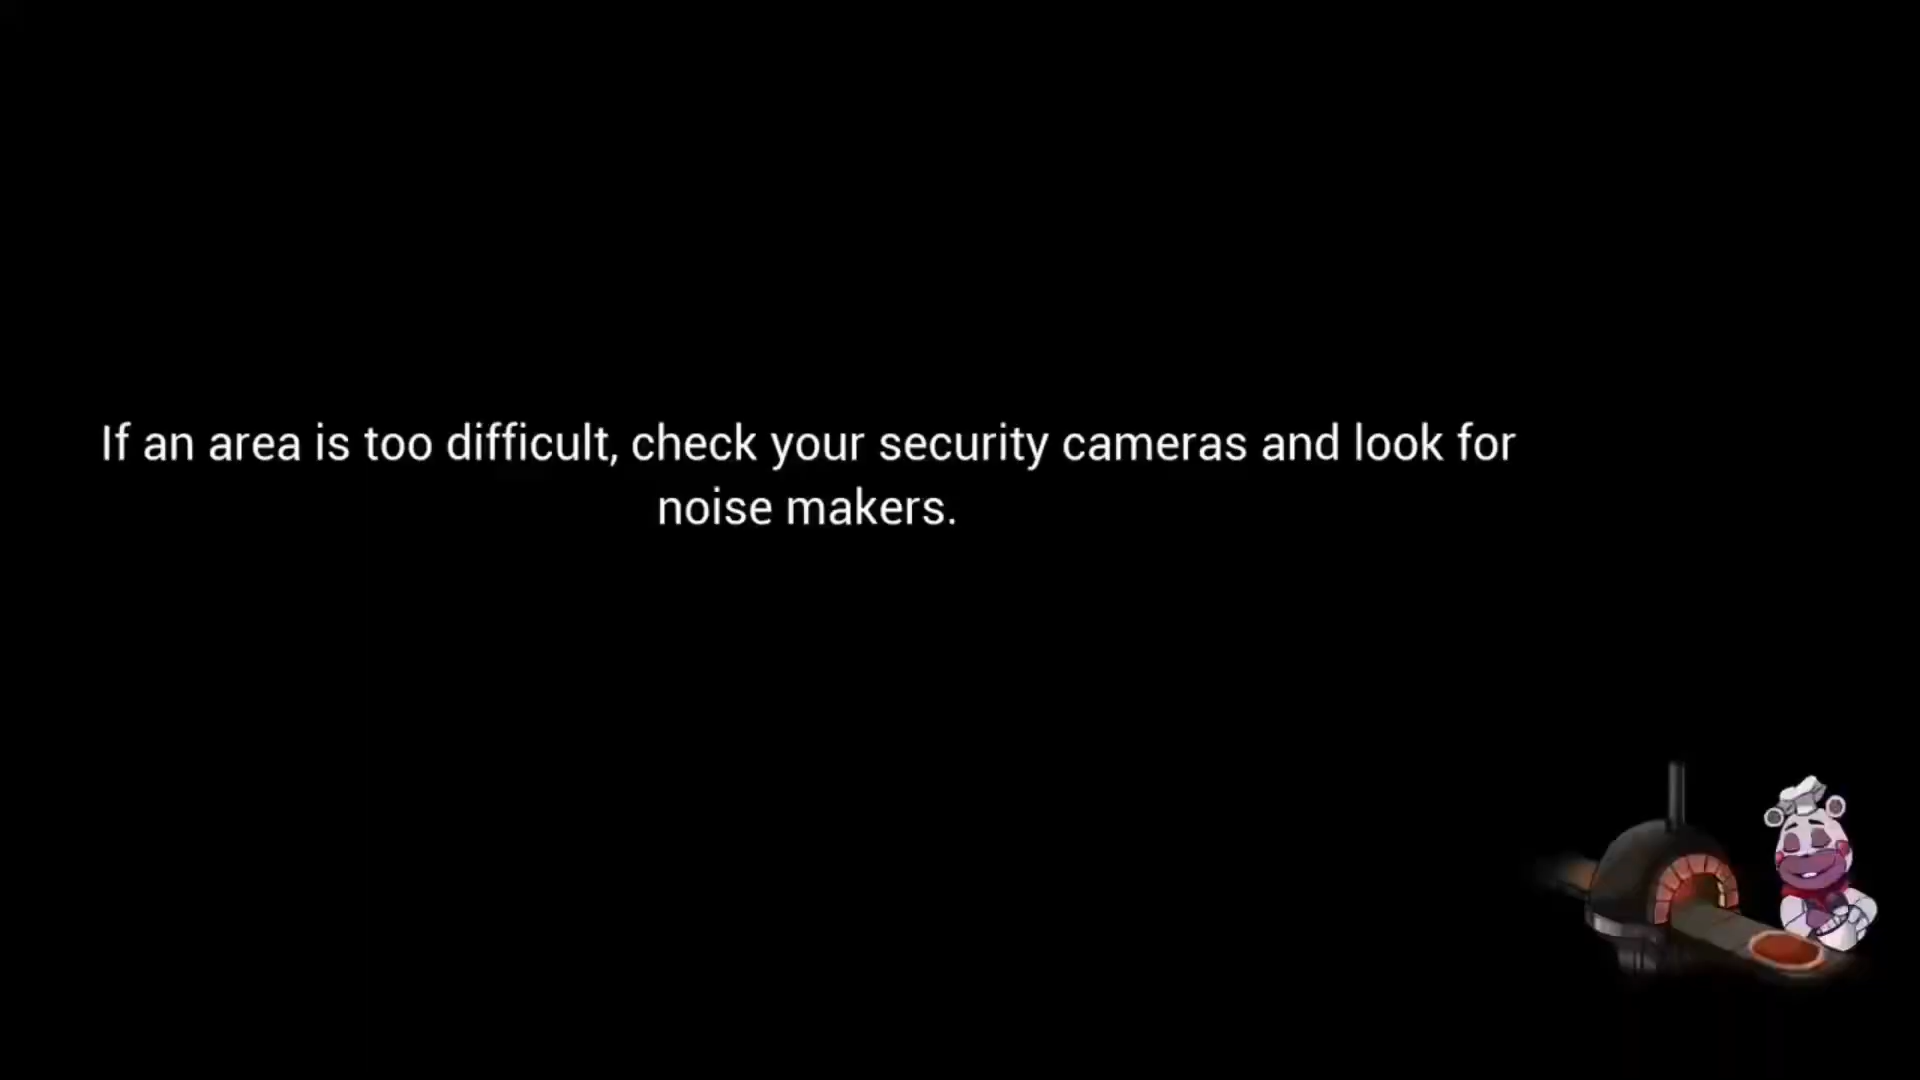 If an area is too difficult, check your security cameras and look for
noise makers.